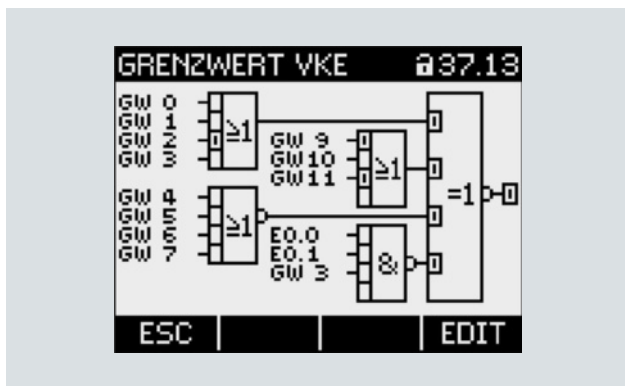 GRENZWERT VKE 37.13
GW 0
GW 1
GW 2
GW 3
≥1
GW 9
GW10
GW11
≥1
GW 4
GW 5
GW 6
GW 7
≥1
E0.0
E0.1
GW 3
&
=1
ESC EDIT